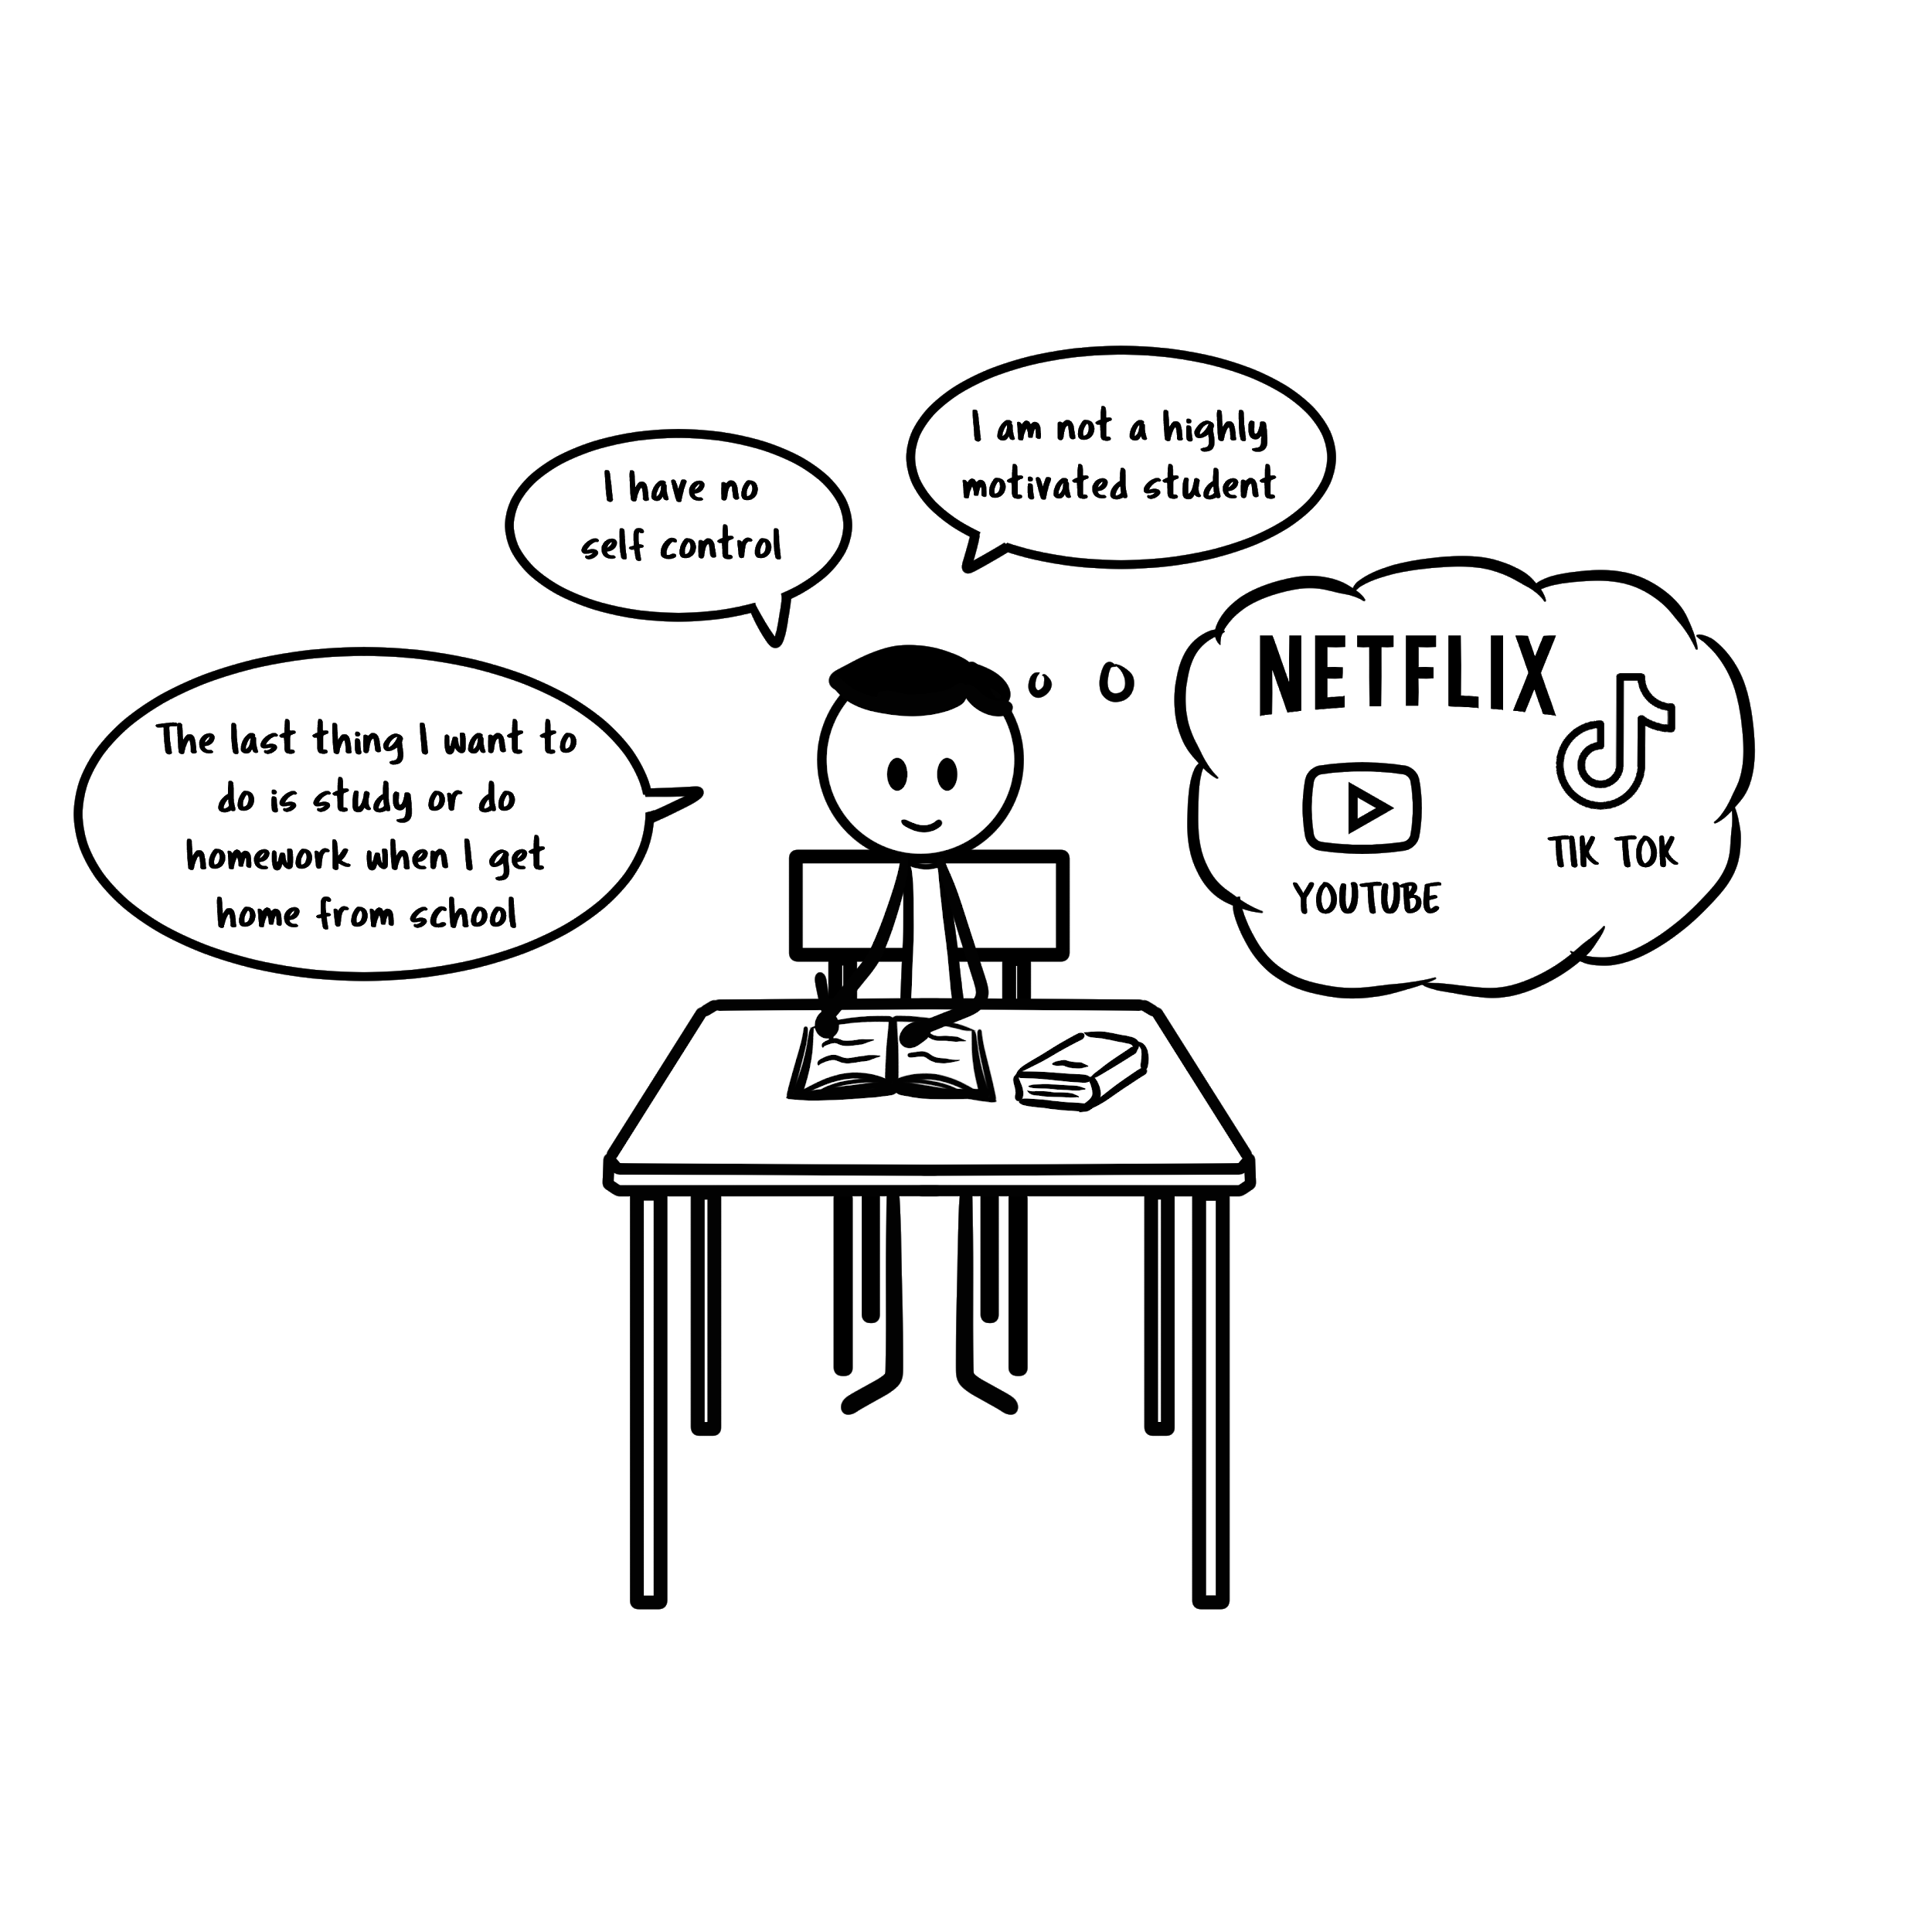 I am not a highly
motivated student
I have no
self control
The last thing I want to
do is study or do
homework when I get
home from school
NETFLIX
TIK TOK
YOUTUBE